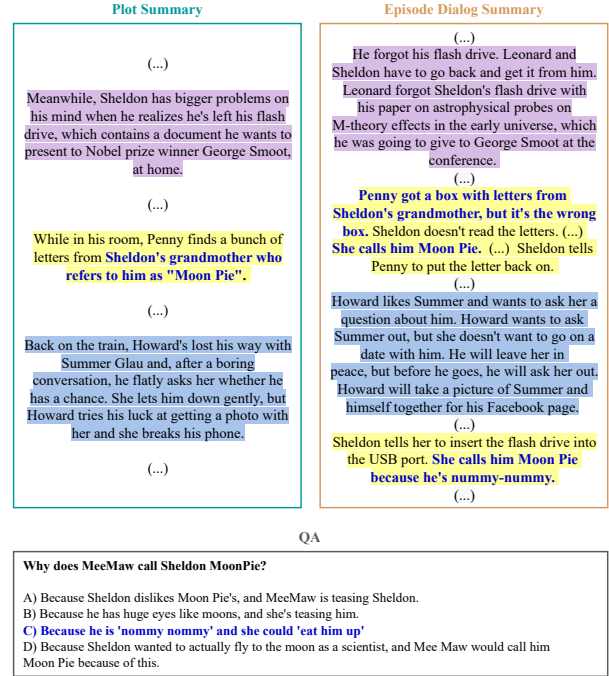 Plot Summary
(...)
Meanwhile, Sheldon has bigger problems on
his mind when he realizes he's left his flash
drive, which contains a document he wants to
present to Nobel prize winner George Smoot,
at home.
(...)
While in his room, Penny finds a bunch of
letters from Sheldon's grandmother who
refers to him as "Moon Pie".
(...)
Back on the train, Howard's lost his way with
Summer Glau and, after a boring
conversation, he flatly asks her whether he
has a chance. She lets him down gently, but
Howard tries his luck at getting a photo with
her and she breaks his phone.
(...)
Episode Dialog Summary
(...)
He forgot his flash drive. Leonard and
Sheldon have to go back and get it from him.
Leonard forgot Sheldon's flash drive with
his paper on astrophysical probes on
M-theory effects in the early universe, which
he was going to give to George Smoot at the
conference.
(...)
Penny got a box with letters from
Sheldon's grandmother, but it's the wrong
box. Sheldon doesn't read the letters. (...)
She calls him Moon Pie. (...) Sheldon tells
Penny to put the letter back on.
(...)
Howard likes Summer and wants to ask her a
question about him. Howard wants to ask
Summer out, but she doesn't want to go on a
date with him. He will leave her in
peace, but before he goes, he will ask her out.
Howard will take a picture of Summer and
himself together for his Facebook page.
(...)
Sheldon tells her to insert the flash drive into
the USB port. She calls him Moon Pie
because he's nummy-nummy.
(...)
QA
Why does MeeMaw call Sheldon MoonPie?
A) Because Sheldon dislikes Moon Pie's, and MeeMaw is teasing Sheldon.
B) Because he has huge eyes like moons, and she's teasing him.
C) Because he is 'nommy nommy' and she could 'eat him up'
D) Because Sheldon wanted to actually fly to the moon as a scientist, and Mee Maw would call him
Moon Pie because of this.